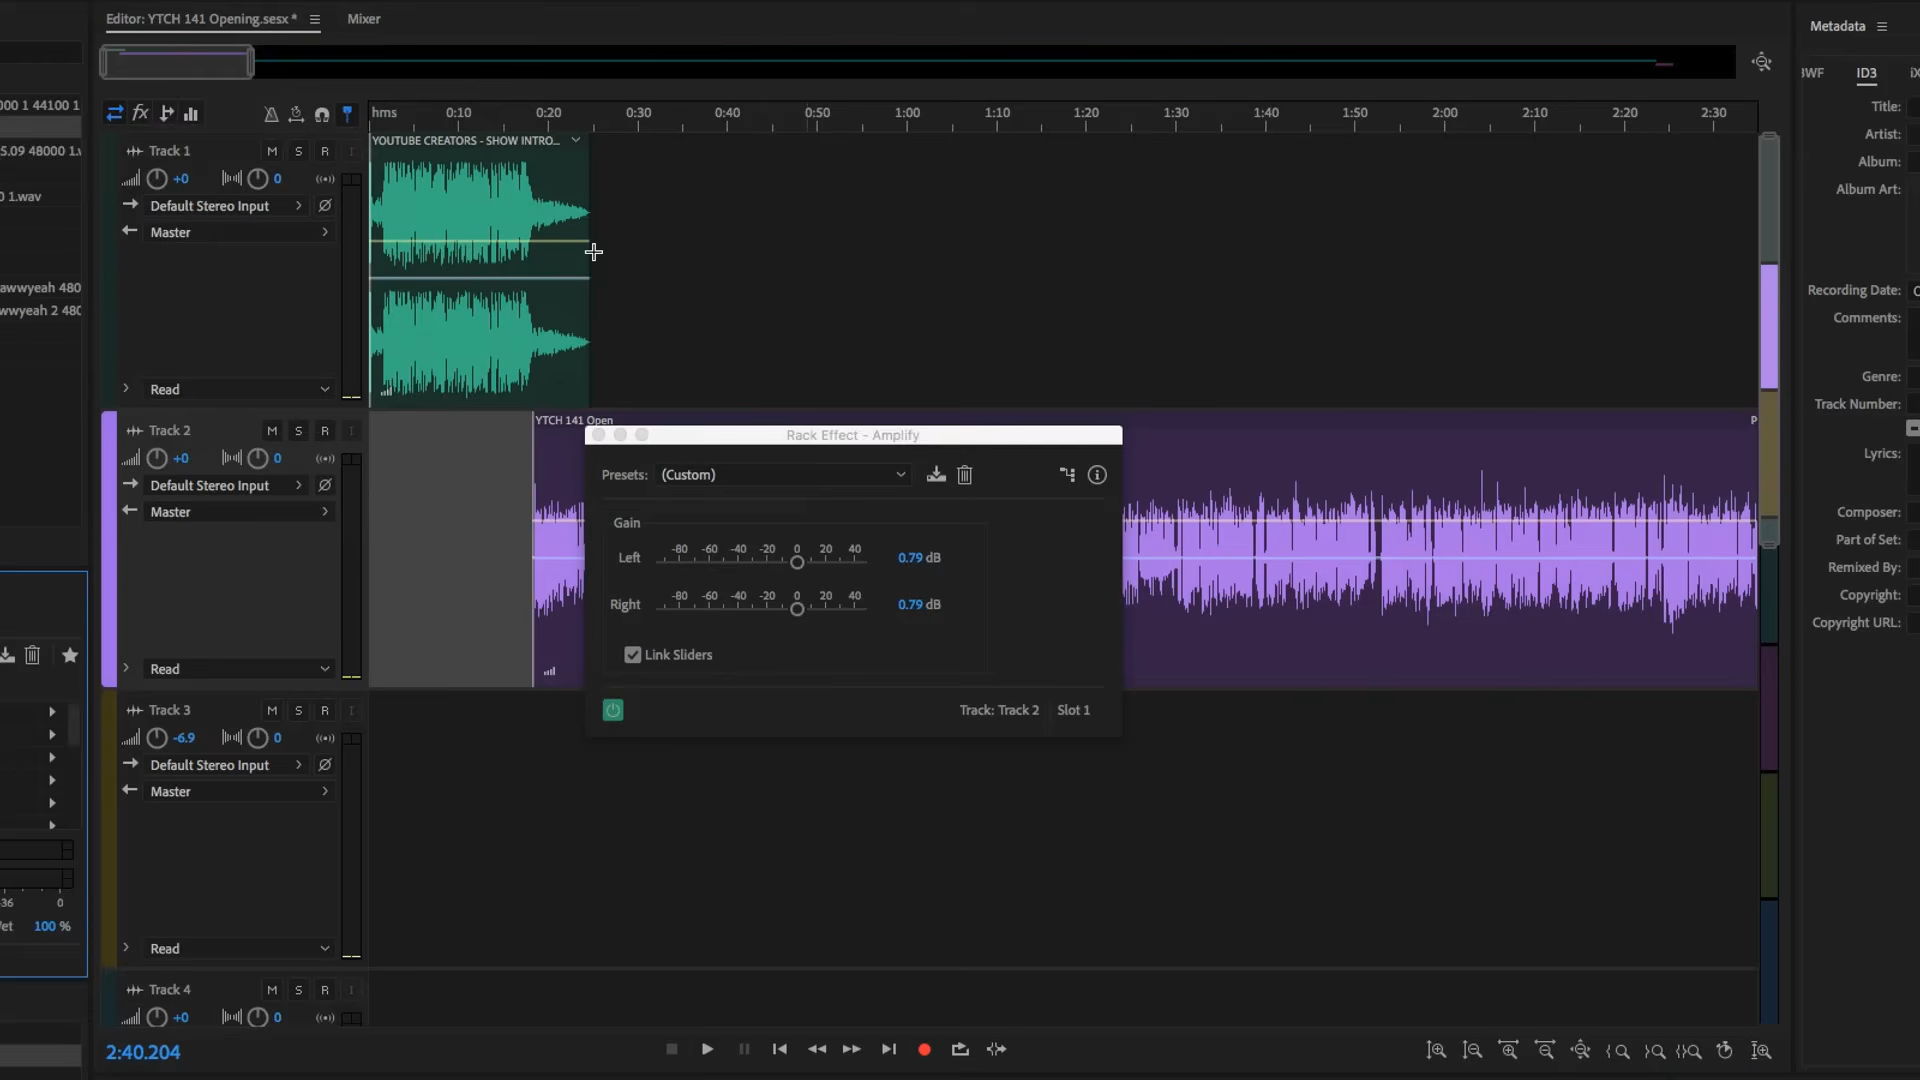 Editor: YTCH 141 Opening.sesx *
Mixer
Metadata
BWF ID3
Title:
Artist:
Album:
Album Art:
Recording Date:
Comments:
Genre:
Track Number:
Lyrics:
Composer:
Part of Set:
Remixed By:
Copyright:
Copyright URL:
000 1 44100 1
5.09 48000 1.
0 1.wav
awwyeah 480
wwyeah 2 480
-36 0
Wet 100 %
hms 0:10 0:20 0:30 0:40 0:50 1:00 1:10 1:20 1:30 1:40 1:50 2:00 2:10 2:20 2:30
fx
Track 1 M S R I
+0 0
Default Stereo Input
Master
Read
YOUTUBE CREATORS - SHOW INTRO...
Track 2 M S R I
+0 0
Default Stereo Input
Master
Read
YTCH 141 Open
P
Rack Effect - Amplify
Presets: (Custom)
Gain
-80 -60 -40 -20 0 20 40
Left 0.79 dB
-80 -60 -40 -20 0 20 40
Right 0.79 dB
Link Sliders
Track: Track 2 Slot 1
Track 3 M S R I
-6.9 0
Default Stereo Input
Master
Read
Track 4 M S R I
+0 0
2:40.204